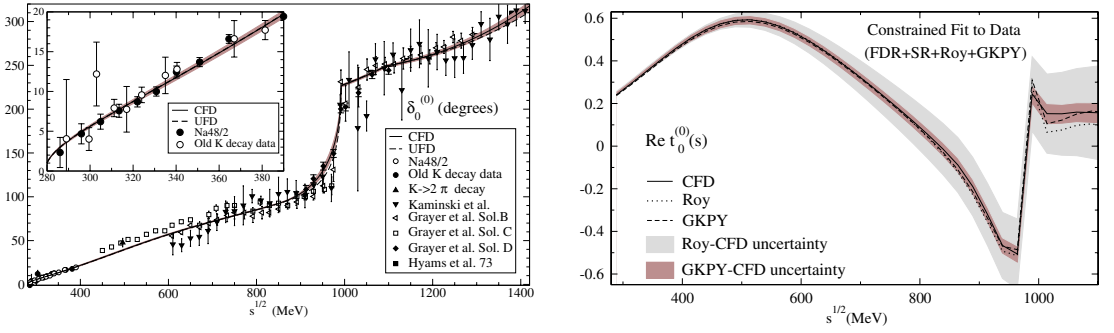 20
15
10
5
0
280 300 320 340 360 380
CFD
UFD
Na48/2
Old K decay data
300
250
200
150
100
50
0
δ₀⁽⁰⁾ (degrees)
CFD
UFD
Na48/2
Old K decay data
K->2 π decay
Kaminski et al.
Grayer et al. Sol.B
Grayer et al. Sol. C
Grayer et al. Sol. D
Hyams et al. 73
400 600 800 1000 1200 1400
s^{1/2} (MeV)
0.6
0.4
0.2
0
-0.2
-0.4
-0.6
Constrained Fit to Data
(FDR+SR+Roy+GKPY)
Re t₀⁽⁰⁾(s)
CFD
Roy
GKPY
Roy-CFD uncertainty
GKPY-CFD uncertainty
400 600 800 1000
s^{1/2}(MeV)